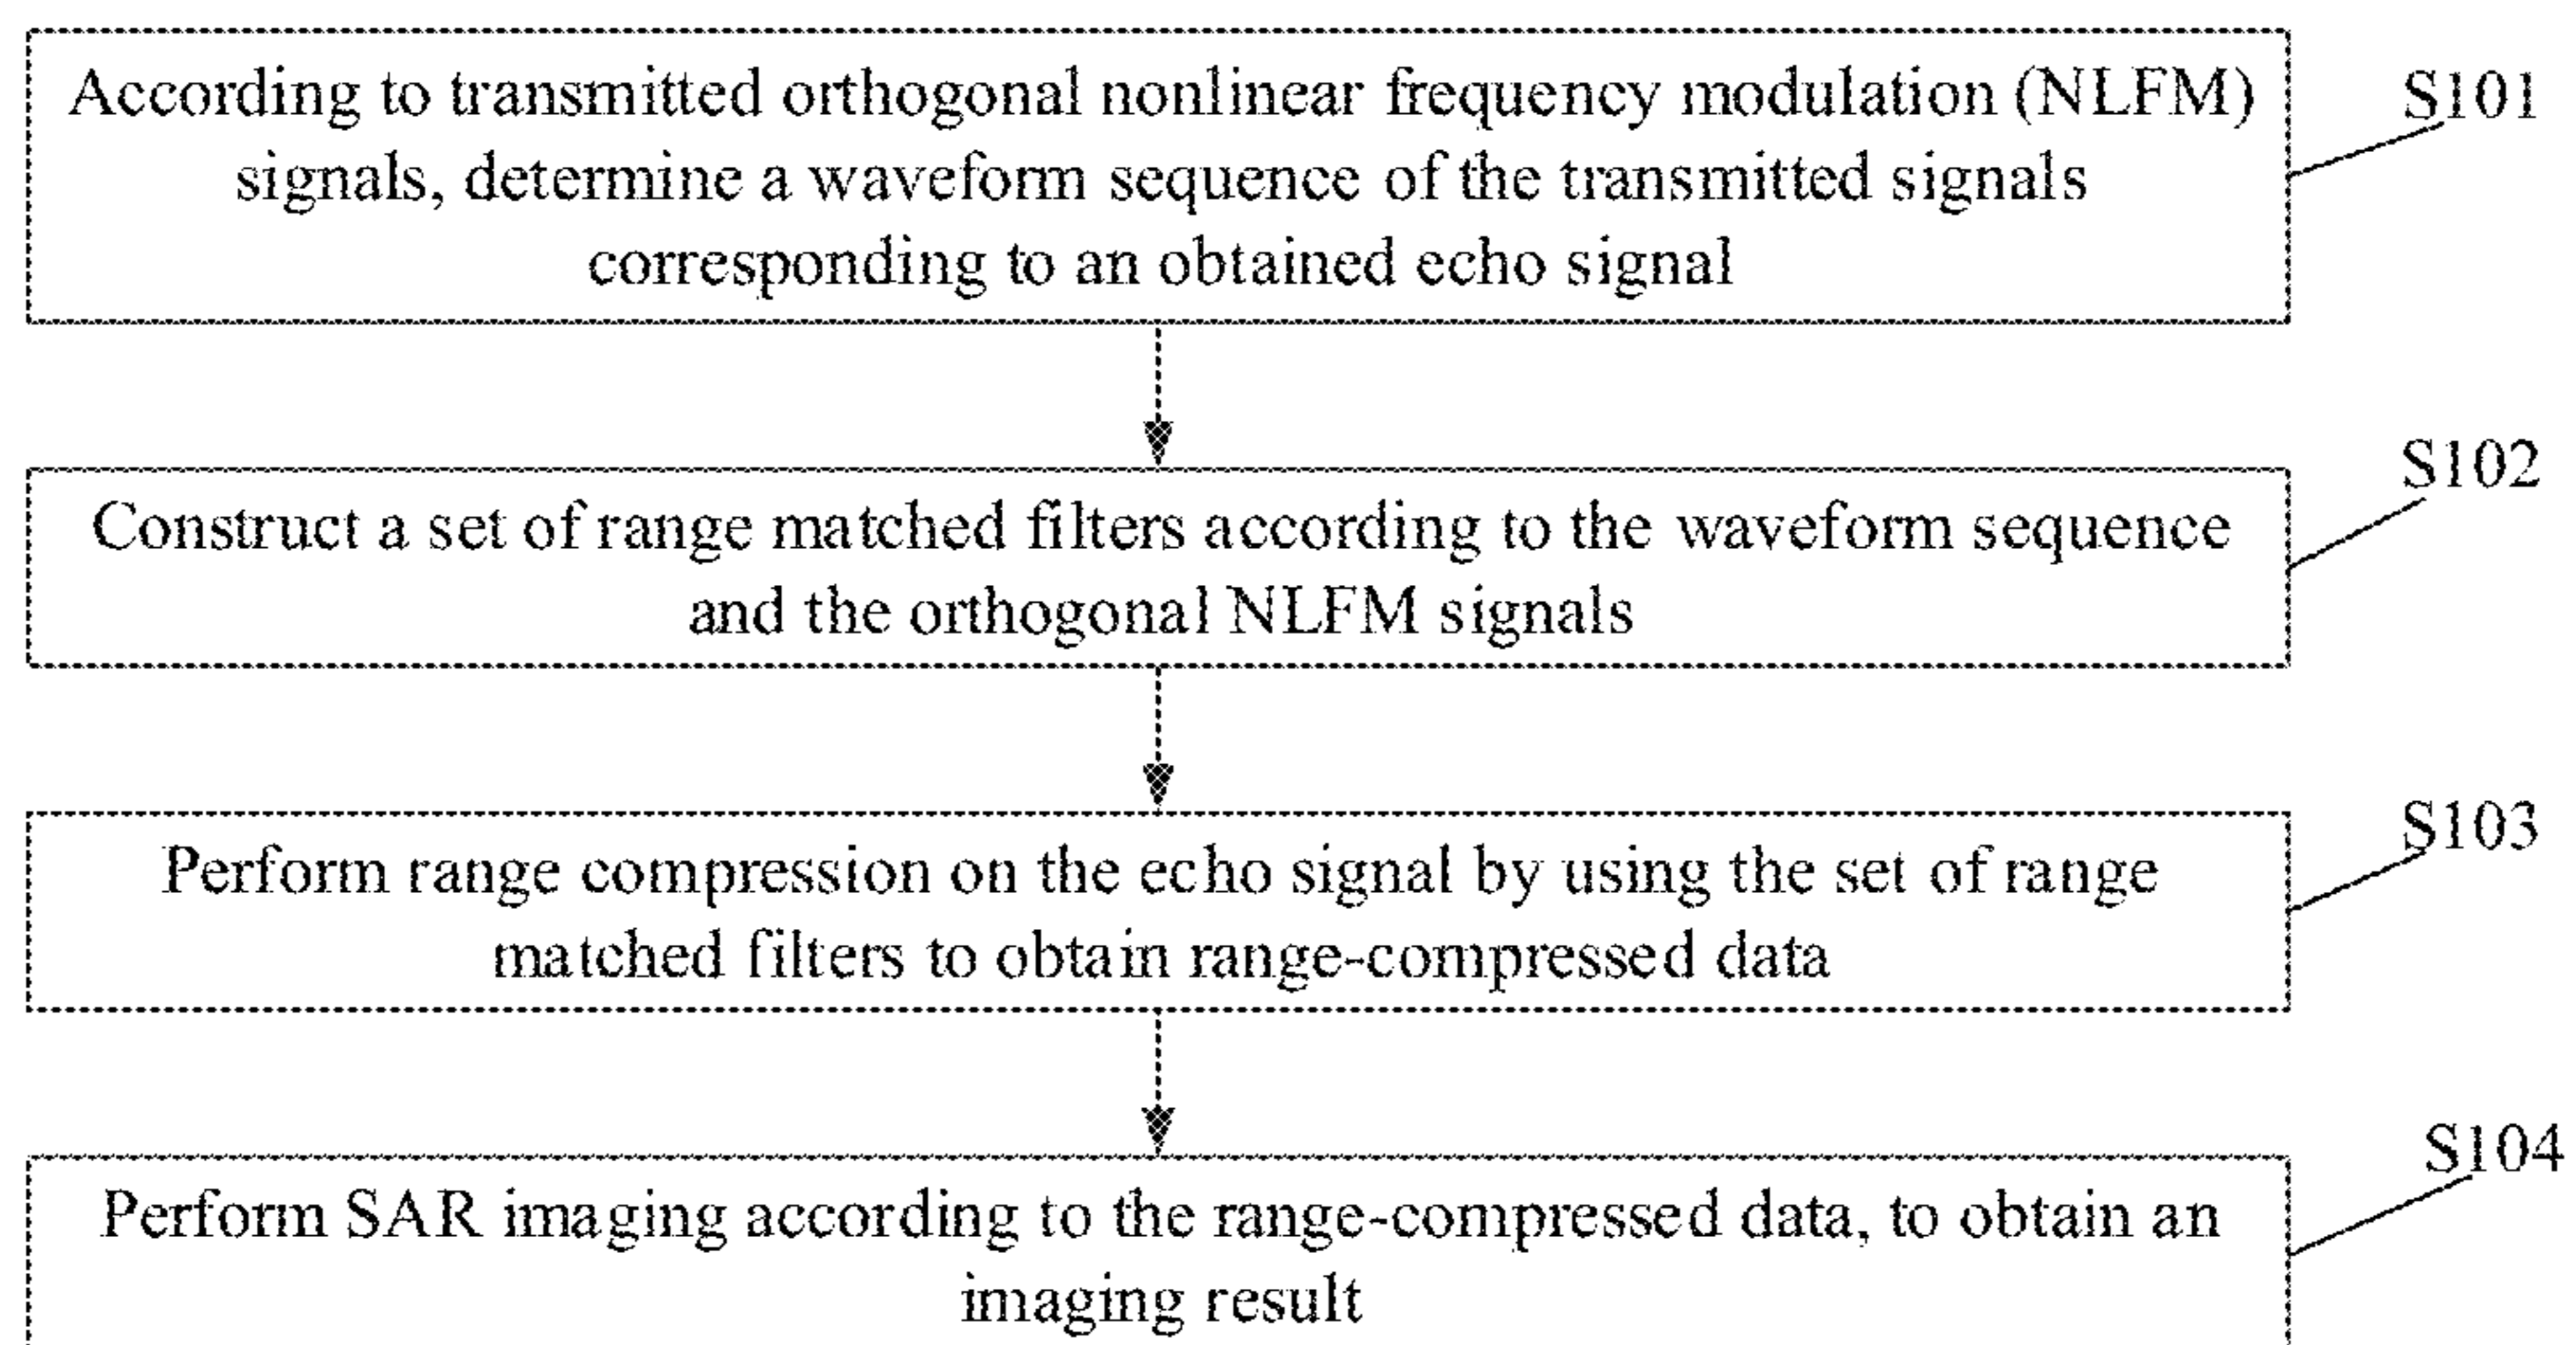 According to transmitted orthogonal nonlinear frequency modulation (NLFM)
signals, determine a waveform sequence of the transmitted signals
corresponding to an obtained echo signal
S101
Construct a set of range matched filters according to the waveform sequence
and the orthogonal NLFM signals
S102
Perform range compression on the echo signal by using the set of range
matched filters to obtain range-compressed data
S103
Perform SAR imaging according to the range-compressed data, to obtain an
imaging result
S104